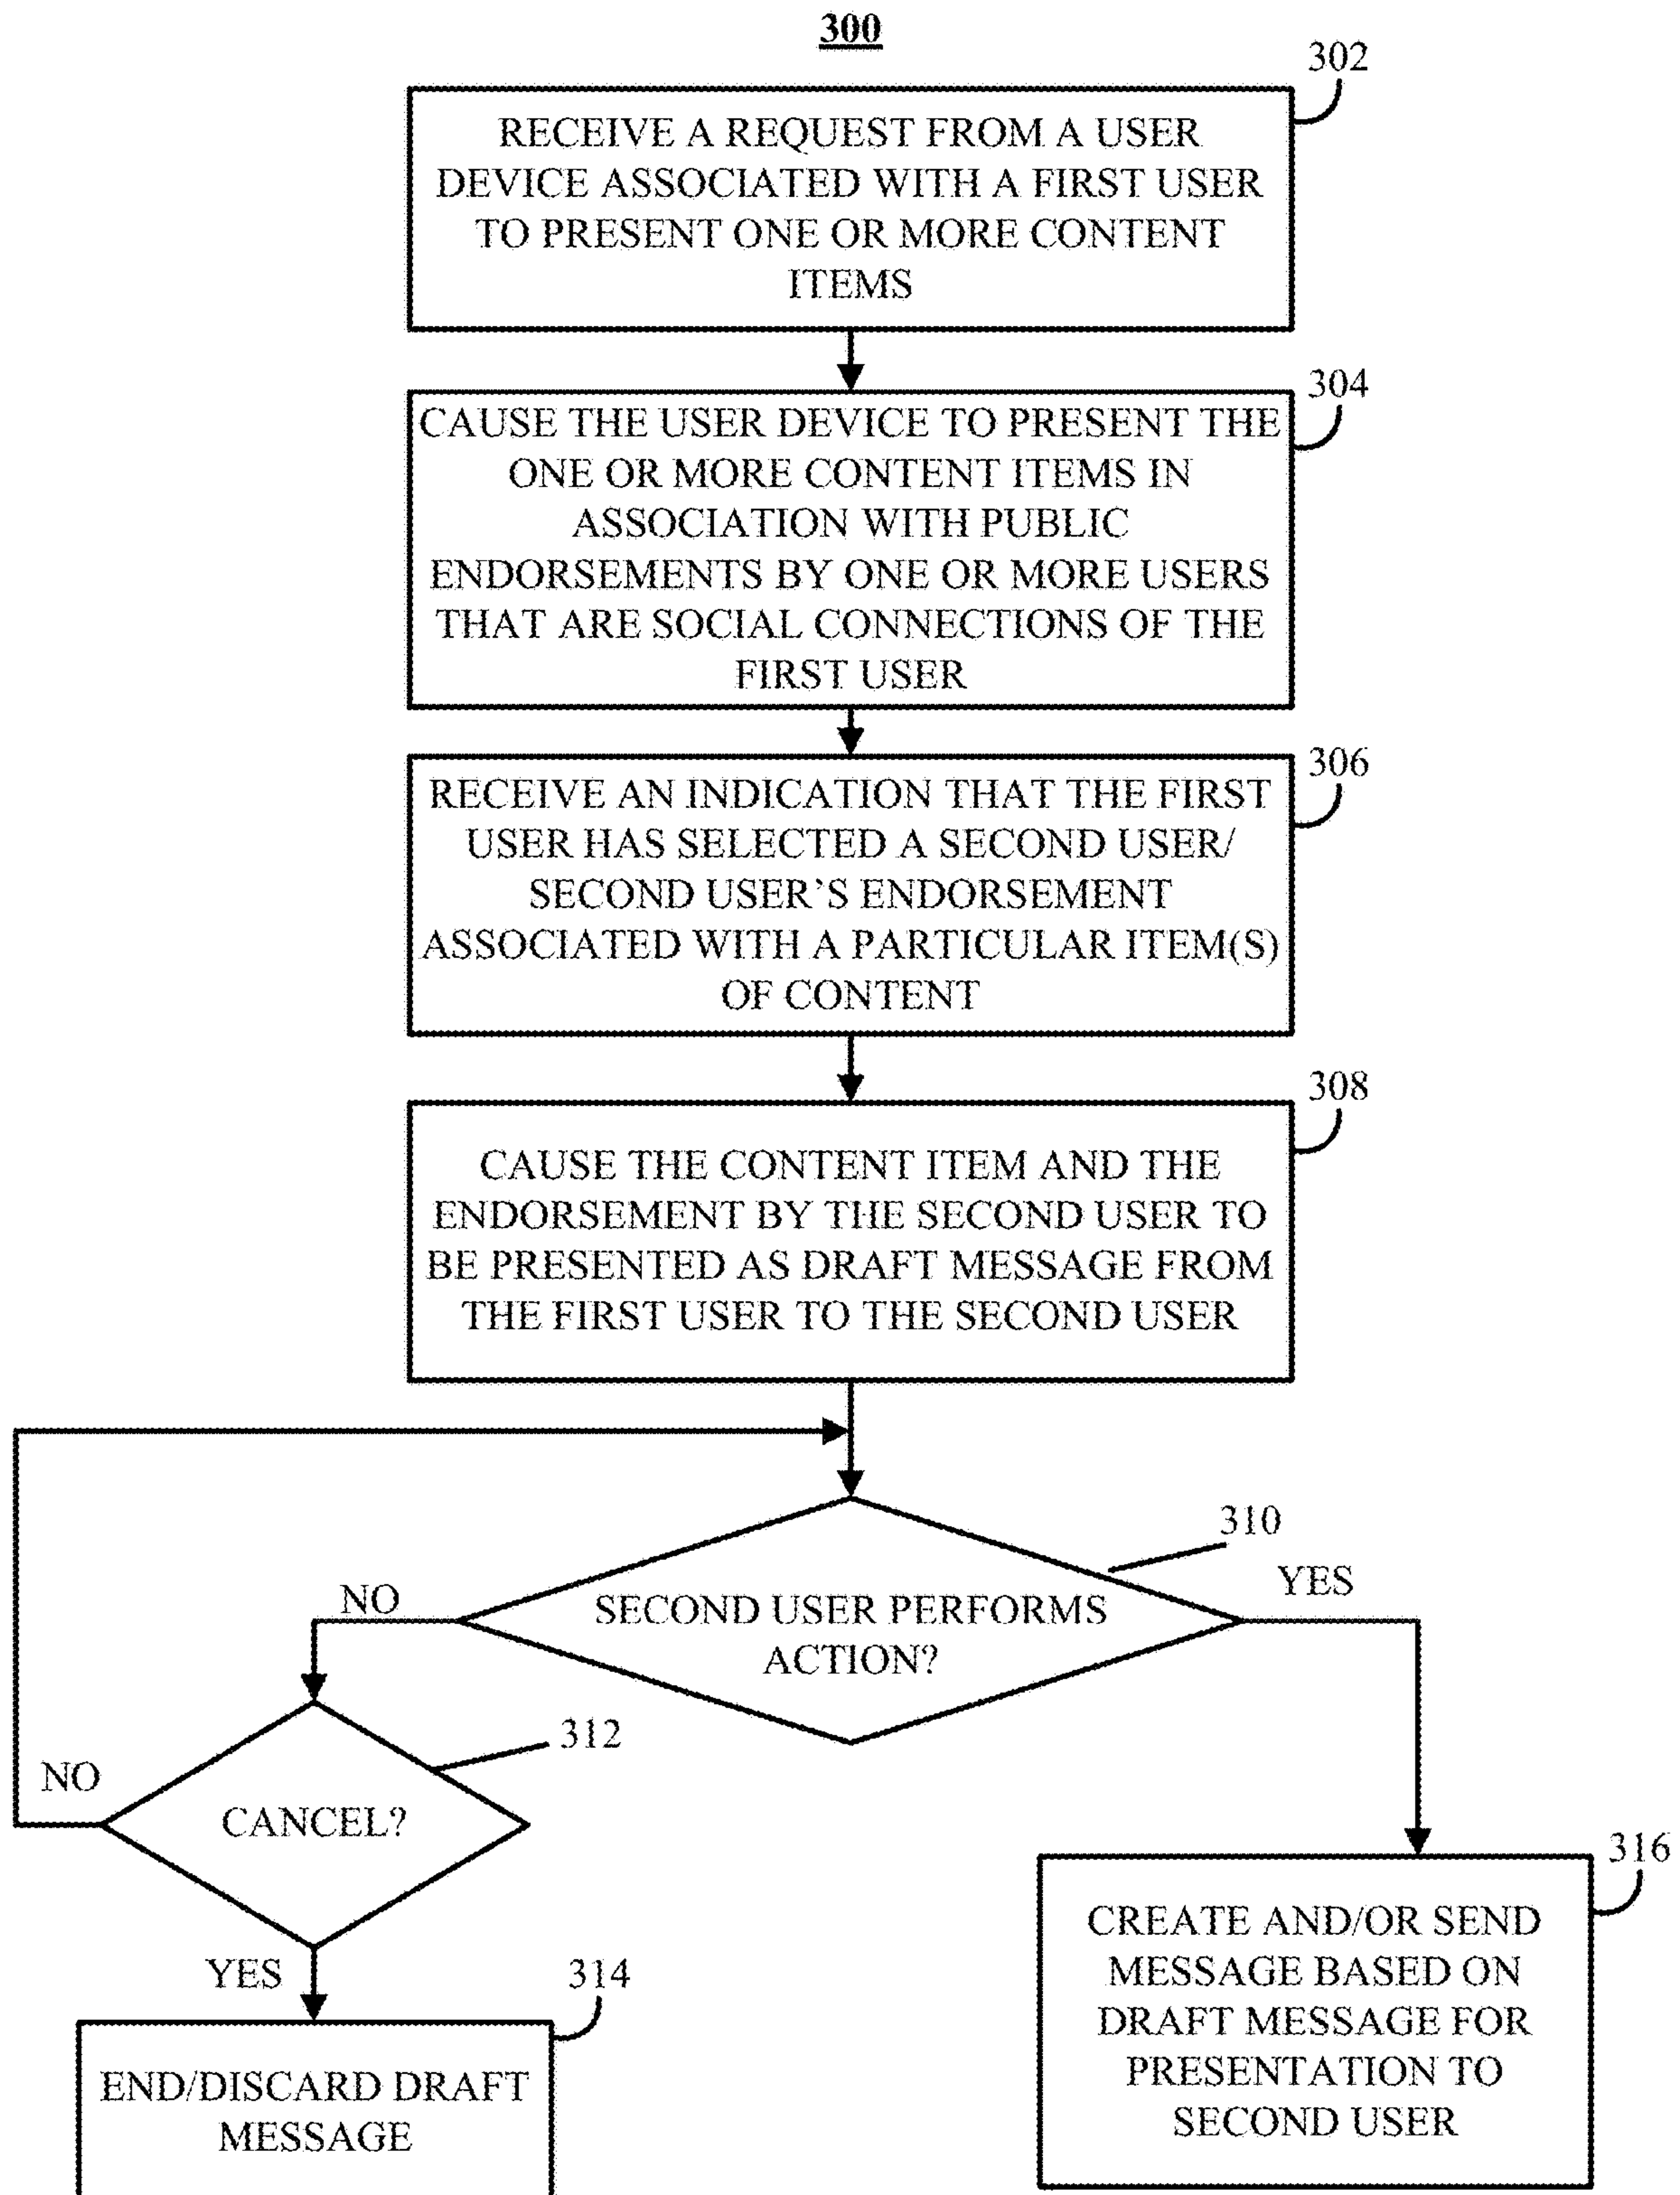 300
302
RECEIVE A REQUEST FROM A USER
DEVICE ASSOCIATED WITH A FIRST USER
TO PRESENT ONE OR MORE CONTENT
ITEMS
304
CAUSE THE USER DEVICE TO PRESENT THE
ONE OR MORE CONTENT ITEMS IN
ASSOCIATION WITH PUBLIC
ENDORSEMENTS BY ONE OR MORE USERS
THAT ARE SOCIAL CONNECTIONS OF THE
FIRST USER
306
RECEIVE AN INDICATION THAT THE FIRST
USER HAS SELECTED A SECOND USER/
SECOND USER’S ENDORSEMENT
ASSOCIATED WITH A PARTICULAR ITEM(S)
OF CONTENT
308
CAUSE THE CONTENT ITEM AND THE
ENDORSEMENT BY THE SECOND USER TO
BE PRESENTED AS DRAFT MESSAGE FROM
THE FIRST USER TO THE SECOND USER
310
NO
YES
SECOND USER PERFORMS
ACTION?
312
NO
CANCEL?
YES
314
END/DISCARD DRAFT
MESSAGE
316
CREATE AND/OR SEND
MESSAGE BASED ON
DRAFT MESSAGE FOR
PRESENTATION TO
SECOND USER